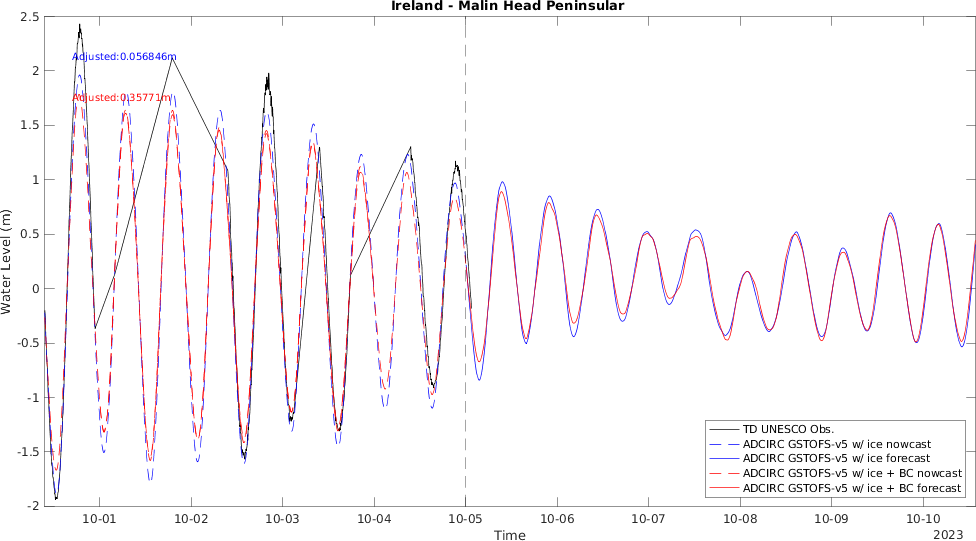 Ireland - Malin Head Peninsular
2.5
Adjusted:0.056846m
2
Adjusted:0.35771m
1.5
1
0.5
0
-0.5
-1
-1.5
-2
Water Level (m)
TD UNESCO Obs.
ADCIRC GSTOFS-v5 w/ ice nowcast
ADCIRC GSTOFS-v5 w/ ice forecast
ADCIRC GSTOFS-v5 w/ ice + BC nowcast
ADCIRC GSTOFS-v5 w/ ice + BC forecast
10-01 10-02 10-03 10-04 10-05 10-06 10-07 10-08 10-09 10-10
Time
2023